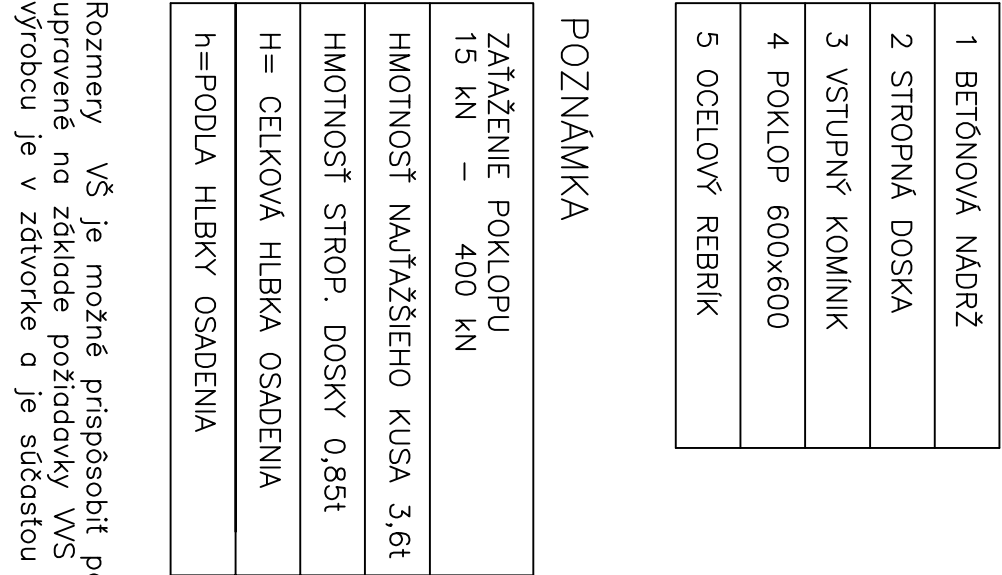 1 BETÓNOVÁ NÁDRŽ
2 STROPNÁ DOSKA
3 VSTUPNÝ KOMÍNIK
4 POKLOP 600x600
5 OCELOVÝ REBRÍK
POZNÁMKA
ZAŤAŽENIE POKLOPU
15 kN – 400 kN
HMOTNOSŤ NAJŤAŽŠIEHO KUSA 3,6t
HMOTNOSŤ STROP. DOSKY 0,85t
H= CELKOVÁ HLBKA OSADENIA
h=PODLA HLBKY OSADENIA
Rozmery VŠ je možné prispôsobiť
upravené na základe požiadavky VVS
výrobcu je v zátvorke a je súčasťou